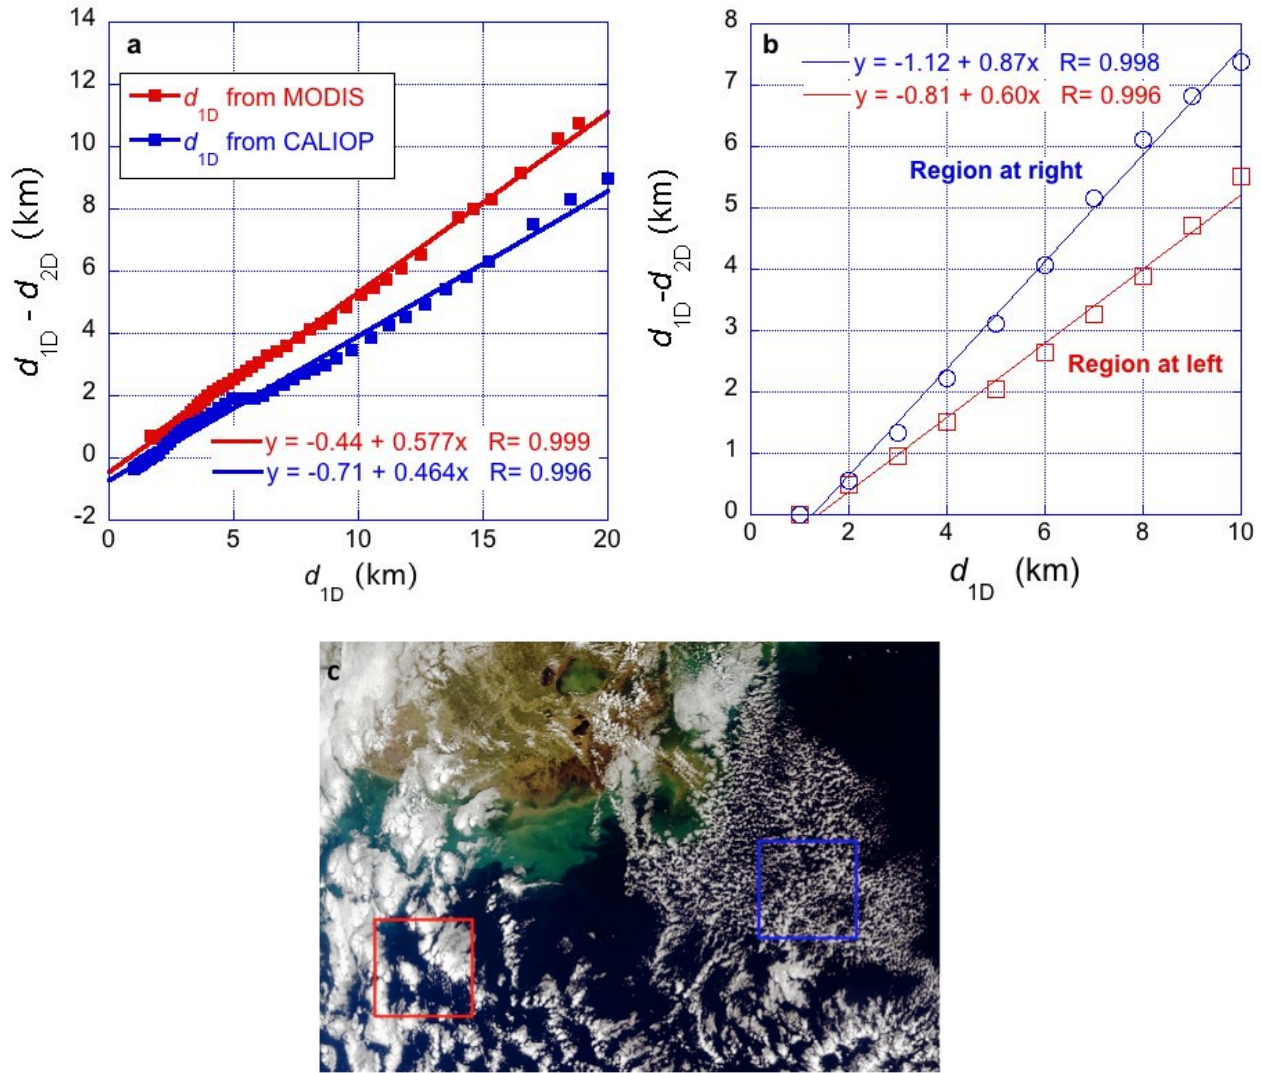 a
14
12
10
8
6
4
2
0
-2
d1D - d2D (km)
d1D from MODIS
d1D from CALIOP
y = -0.44 + 0.577x R= 0.999
y = -0.71 + 0.464x R= 0.996
0 5 10 15 20
d1D (km)
b
8
7
6
5
4
3
2
1
0
d1D-d2D (km)
y = -1.12 + 0.87x R= 0.998
y = -0.81 + 0.60x R= 0.996
Region at right
Region at left
0 2 4 6 8 10
d1D (km)
c